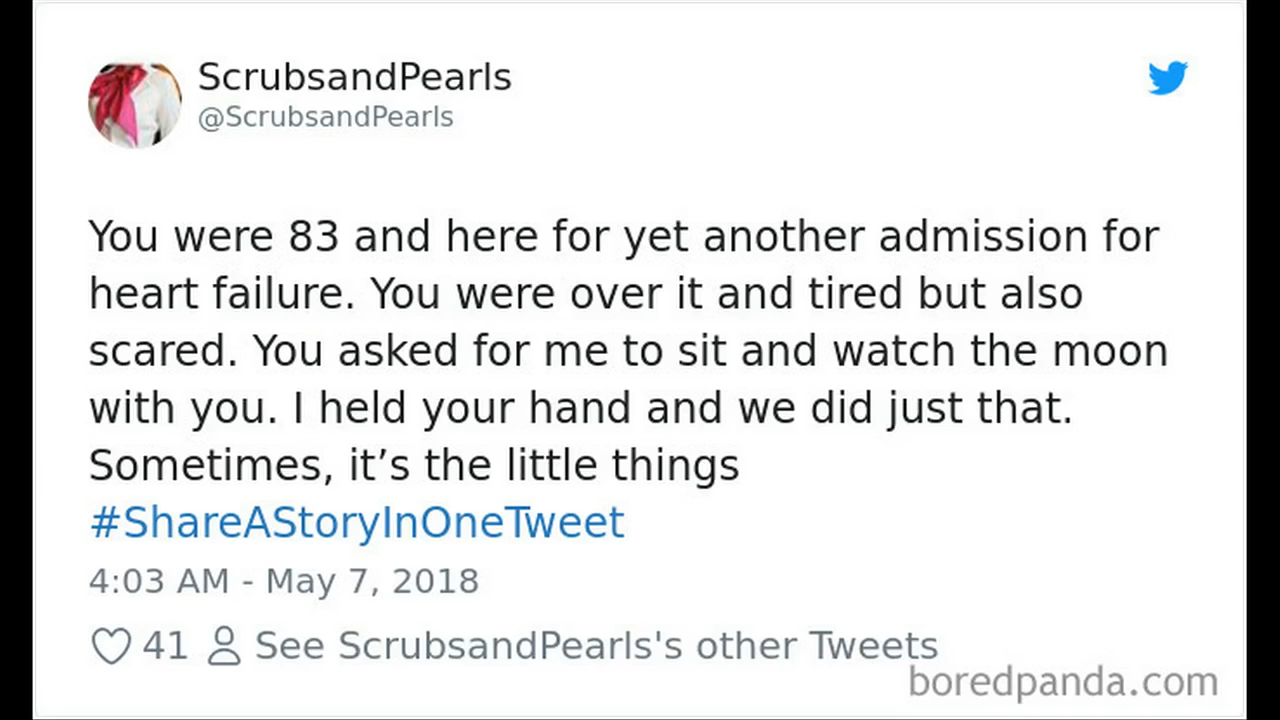 ScrubsandPearls
@ScrubsandPearls
You were 83 and here for yet another admission for
heart failure. You were over it and tired but also
scared. You asked for me to sit and watch the moon
with you. I held your hand and we did just that.
Sometimes, it’s the little things
#ShareAStoryInOneTweet
4:03 AM - May 7, 2018
41 See ScrubsandPearls's other Tweets
boredpanda.com